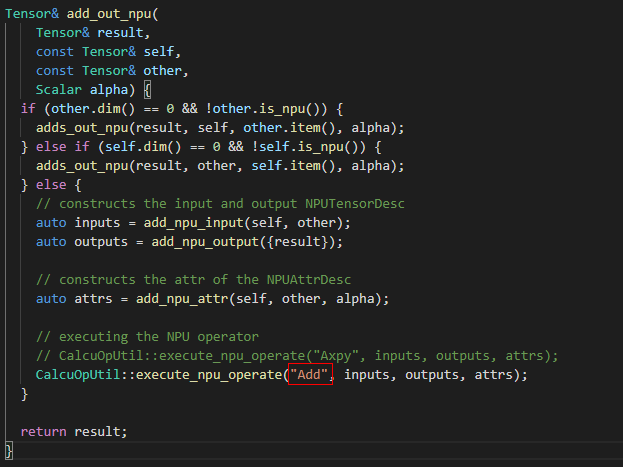 Tensor& add_out_npu(
    Tensor& result,
    const Tensor& self,
    const Tensor& other,
    Scalar alpha) {
  if (other.dim() == 0 && !other.is_npu()) {
    adds_out_npu(result, self, other.item(), alpha);
  } else if (self.dim() == 0 && !self.is_npu()) {
    adds_out_npu(result, other, self.item(), alpha);
  } else {
    // constructs the input and output NPUTensorDesc
    auto inputs = add_npu_input(self, other);
    auto outputs = add_npu_output({result});

    // constructs the attr of the NPUAttrDesc
    auto attrs = add_npu_attr(self, other, alpha);

    // executing the NPU operator
    // CalcuOpUtil::execute_npu_operate("Axpy", inputs, outputs, attrs);
    CalcuOpUtil::execute_npu_operate("Add", inputs, outputs, attrs);
  }

  return result;
}